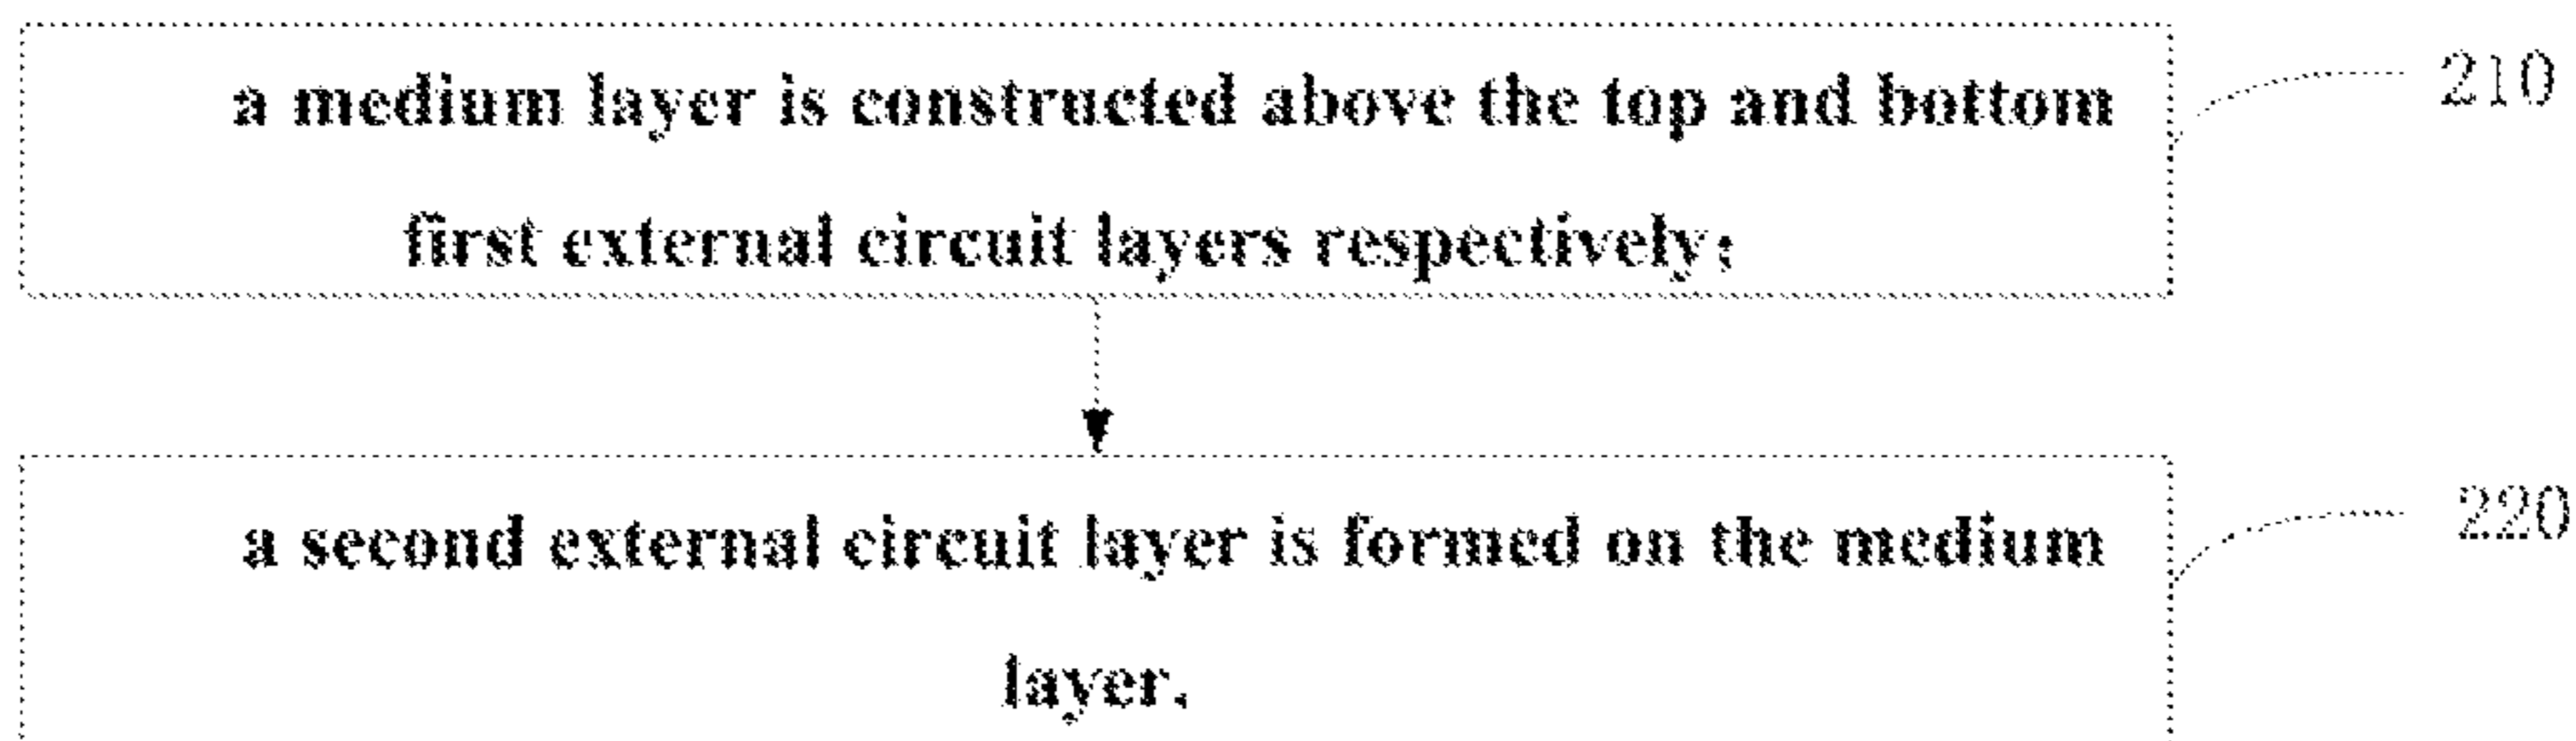 a medium layer is constructed above the top and bottom
210
first external circuit layers respectively;
a second external circuit layer is formed on the medium
220
layer.